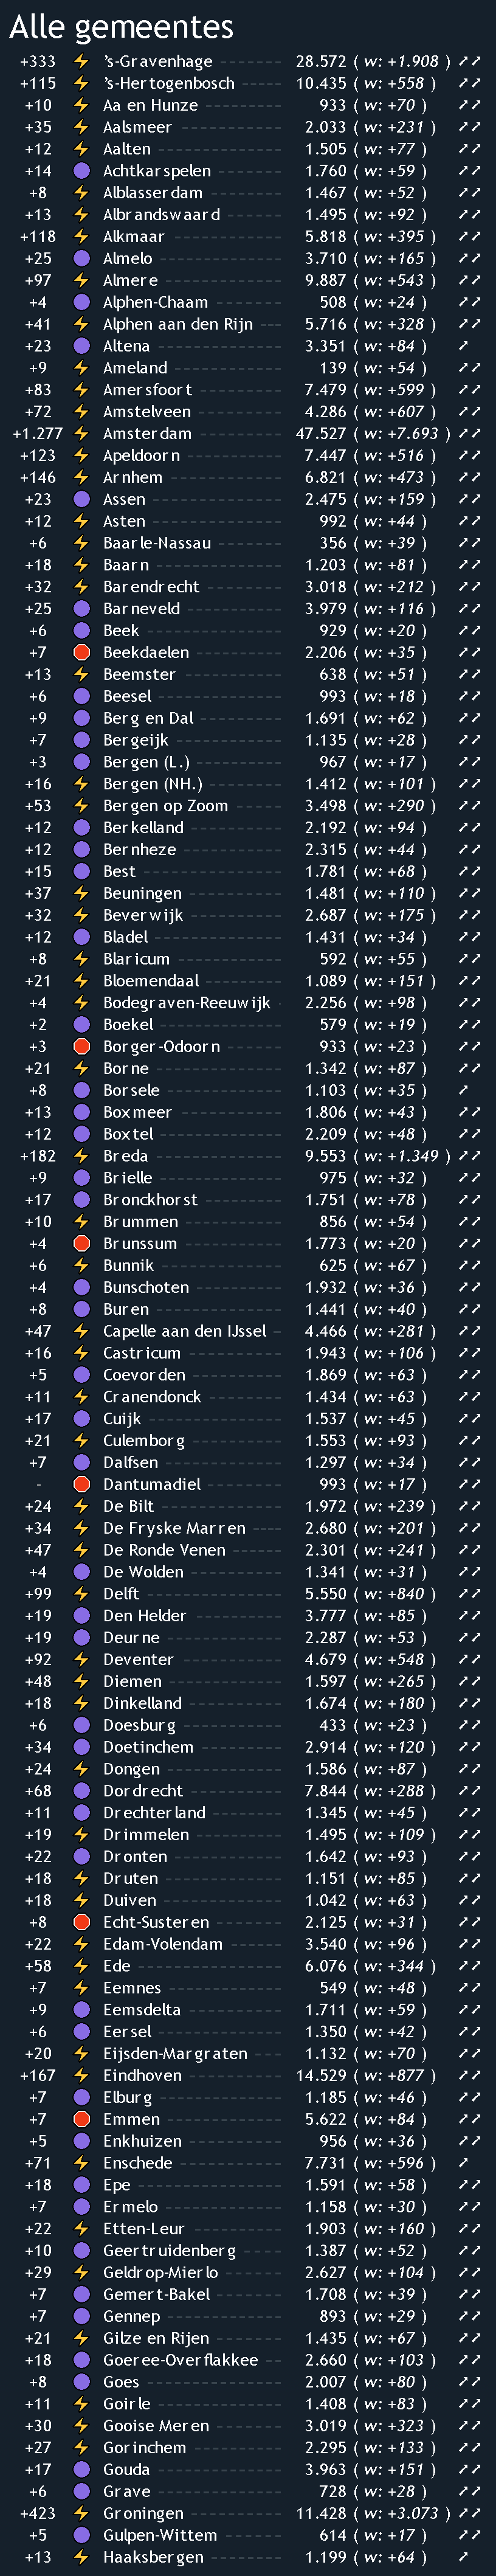 Alle gemeentes
+333 's-Gravenhage 28.572 ( w: +1.908 )
+115 's-Hertogenbosch 10.435 ( w: +558 )
+10 Aa en Hunze 933 ( w: +70 )
+35 Aalsmeer 2.033 ( w: +231 )
+12 Aalten 1.505 ( w: +77 )
+14 Achtkarspelen 1.760 ( w: +59 )
+8 Alblasserdam 1.467 ( w: +52 )
+13 Albrandswaard 1.495 ( w: +92 )
+118 Alkmaar 5.818 ( w: +395 )
+25 Almelo 3.710 ( w: +165 )
+97 Almere 9.887 ( w: +543 )
+4 Alphen-Chaam 508 ( w: +24 )
+41 Alphen aan den Rijn 5.716 ( w: +328 )
+23 Altena 3.351 ( w: +84 )
+9 Ameland 139 ( w: +54 )
+83 Amersfoort 7.479 ( w: +599 )
+72 Amstelveen 4.286 ( w: +607 )
+1.277 Amsterdam 47.527 ( w: +7.693 )
+123 Apeldoorn 7.447 ( w: +516 )
+146 Arnhem 6.821 ( w: +473 )
+23 Assen 2.475 ( w: +159 )
+12 Asten 992 ( w: +44 )
+6 Baarle-Nassau 356 ( w: +39 )
+18 Baarn 1.203 ( w: +81 )
+32 Barendrecht 3.018 ( w: +212 )
+25 Barneveld 3.979 ( w: +116 )
+6 Beek 929 ( w: +20 )
+7 Beekdaelen 2.206 ( w: +35 )
+13 Beemster 638 ( w: +51 )
+6 Beesel 993 ( w: +18 )
+9 Berg en Dal 1.691 ( w: +62 )
+7 Bergeijk 1.135 ( w: +28 )
+3 Bergen (L.) 967 ( w: +17 )
+16 Bergen (NH.) 1.412 ( w: +101 )
+53 Bergen op Zoom 3.498 ( w: +290 )
+12 Berkelland 2.192 ( w: +94 )
+12 Bernheze 2.315 ( w: +44 )
+15 Best 1.781 ( w: +68 )
+37 Beuningen 1.481 ( w: +110 )
+32 Beverwijk 2.687 ( w: +175 )
+12 Bladel 1.431 ( w: +34 )
+8 Blaricum 592 ( w: +55 )
+21 Bloemendaal 1.089 ( w: +151 )
+4 Bodegraven-Reeuwijk 2.256 ( w: +98 )
+2 Boekel 579 ( w: +19 )
+3 Borger-Odoorn 933 ( w: +23 )
+21 Borne 1.342 ( w: +87 )
+8 Borsele 1.103 ( w: +35 )
+13 Boxmeer 1.806 ( w: +43 )
+12 Boxtel 2.209 ( w: +48 )
+182 Breda 9.553 ( w: +1.349 )
+9 Brielle 975 ( w: +32 )
+17 Bronckhorst 1.751 ( w: +78 )
+10 Brummen 856 ( w: +54 )
+4 Brunssum 1.773 ( w: +20 )
+6 Bunnik 625 ( w: +67 )
+4 Bunschoten 1.932 ( w: +36 )
+8 Buren 1.441 ( w: +40 )
+47 Capelle aan den IJssel 4.466 ( w: +281 )
+16 Castricum 1.943 ( w: +106 )
+5 Coevorden 1.869 ( w: +63 )
+11 Cranendonck 1.434 ( w: +63 )
+17 Cuijk 1.537 ( w: +45 )
+21 Culemborg 1.553 ( w: +93 )
+7 Dalfsen 1.297 ( w: +34 )
- Dantumadiel 993 ( w: +17 )
+24 De Bilt 1.972 ( w: +239 )
+34 De Fryske Marren 2.680 ( w: +201 )
+47 De Ronde Venen 2.301 ( w: +241 )
+4 De Wolden 1.341 ( w: +31 )
+99 Delft 5.550 ( w: +840 )
+19 Den Helder 3.777 ( w: +85 )
+19 Deurne 2.287 ( w: +53 )
+92 Deventer 4.679 ( w: +548 )
+48 Diemen 1.597 ( w: +265 )
+18 Dinkelland 1.674 ( w: +180 )
+6 Doesburg 433 ( w: +23 )
+34 Doetinchem 2.914 ( w: +120 )
+24 Dongen 1.586 ( w: +87 )
+68 Dordrecht 7.844 ( w: +288 )
+11 Drechterland 1.345 ( w: +45 )
+19 Drimmelen 1.495 ( w: +109 )
+22 Dronten 1.642 ( w: +93 )
+18 Druten 1.151 ( w: +85 )
+18 Duiven 1.042 ( w: +63 )
+8 Echt-Susteren 2.125 ( w: +31 )
+22 Edam-Volendam 3.540 ( w: +96 )
+58 Ede 6.076 ( w: +344 )
+7 Eemnes 549 ( w: +48 )
+9 Eemsdelta 1.711 ( w: +59 )
+6 Eersel 1.350 ( w: +42 )
+20 Eijsden-Margraten 1.132 ( w: +70 )
+167 Eindhoven 14.529 ( w: +877 )
+7 Elburg 1.185 ( w: +46 )
+7 Emmen 5.622 ( w: +84 )
+5 Enkhuizen 956 ( w: +36 )
+71 Enschede 7.731 ( w: +596 )
+18 Epe 1.591 ( w: +58 )
+7 Ermelo 1.158 ( w: +30 )
+22 Etten-Leur 1.903 ( w: +160 )
+10 Geertruidenberg 1.387 ( w: +52 )
+29 Geldrop-Mierlo 2.627 ( w: +104 )
+7 Gemert-Bakel 1.708 ( w: +39 )
+7 Gennep 893 ( w: +29 )
+21 Gilze en Rijen 1.435 ( w: +67 )
+18 Goeree-Overflakkee 2.660 ( w: +103 )
+8 Goes 2.007 ( w: +80 )
+11 Goirle 1.408 ( w: +83 )
+30 Gooise Meren 3.019 ( w: +323 )
+27 Gorinchem 2.295 ( w: +133 )
+17 Gouda 3.963 ( w: +151 )
+6 Grave 728 ( w: +28 )
+423 Groningen 11.428 ( w: +3.073 )
+5 Gulpen-Wittem 614 ( w: +17 )
+13 Haaksbergen 1.199 ( w: +64 )